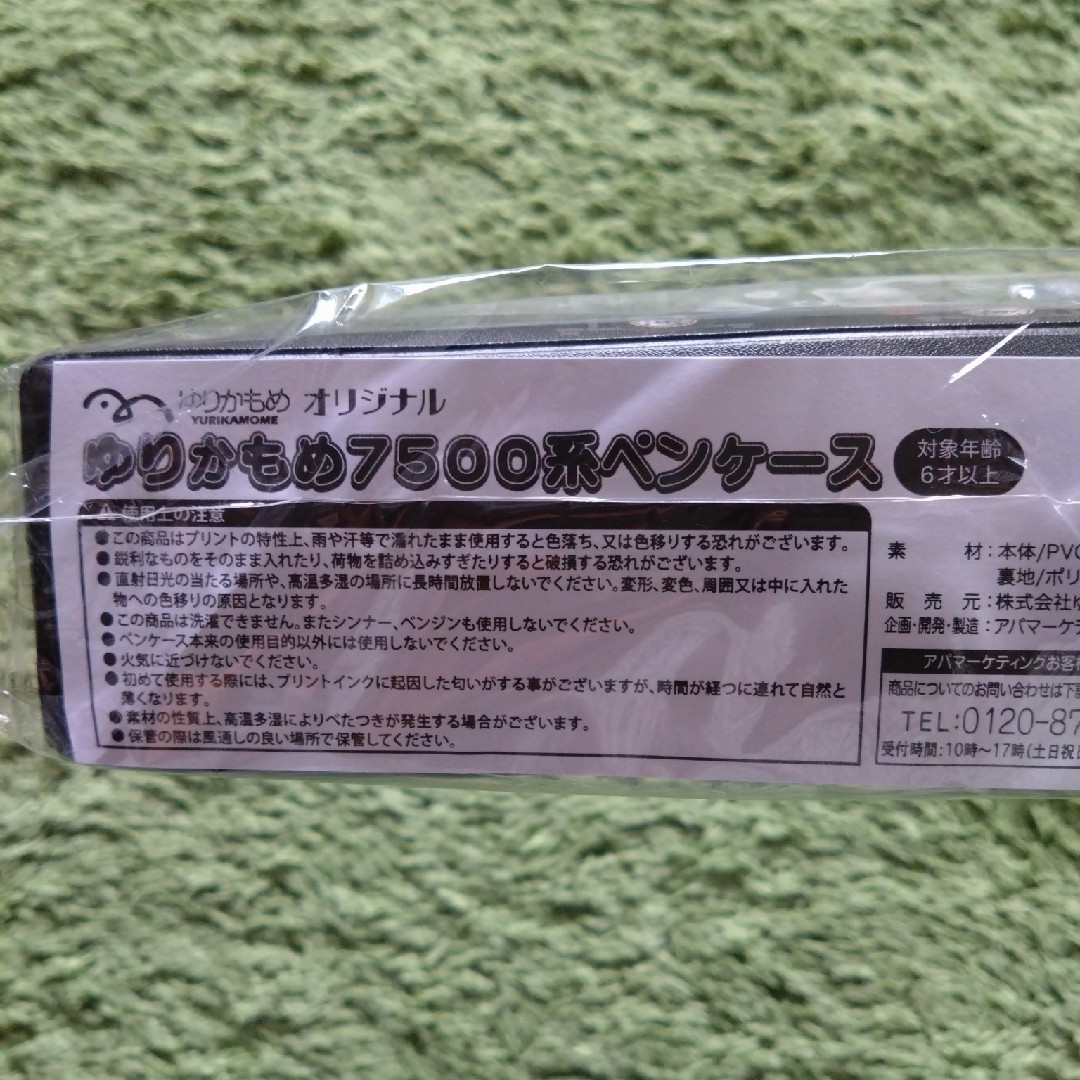 ゆりかもめ オリジナル
YURIKAMOME
ゆりかもめ7500系ペンケース
対象年齢
6才以上
使用上の注意
●この商品はプリントの特性上、雨や汗等で濡れたまま使用すると色落ち、又は色移りする恐れがございます。
●鋭利なものをそのまま入れたり、荷物を詰め込みすぎたりすると破損する恐れがございます。
●直射日光の当たる場所や、高温多湿の場所に長時間放置しないでください。変形、変色、周囲又は中に入れた
物への色移りの原因となります。
●この商品は洗濯できません。またシンナー、ベンジンも使用しないでください。
●ペンケース本来の使用目的以外には使用しないでください。
●火気に近づけないでください。
●初めて使用する際には、プリントインクに起因した匂いがする事がございますが、時間が経つに連れて自然と
薄くなります。
●素材の性質上、高温多湿によりべたつきが発生する場合がございます。
●保管の際は風通しの良い場所で保管してください。
素 材：本体/PVC
裏地/ポリ
販 売 元：株式会社ゆ
企画・開発・製造：アパマーケテ
アパマーケティングお客様
商品についてのお問い合わせは下記
TEL:0120-87
受付時間：10時～17時(土日祝日